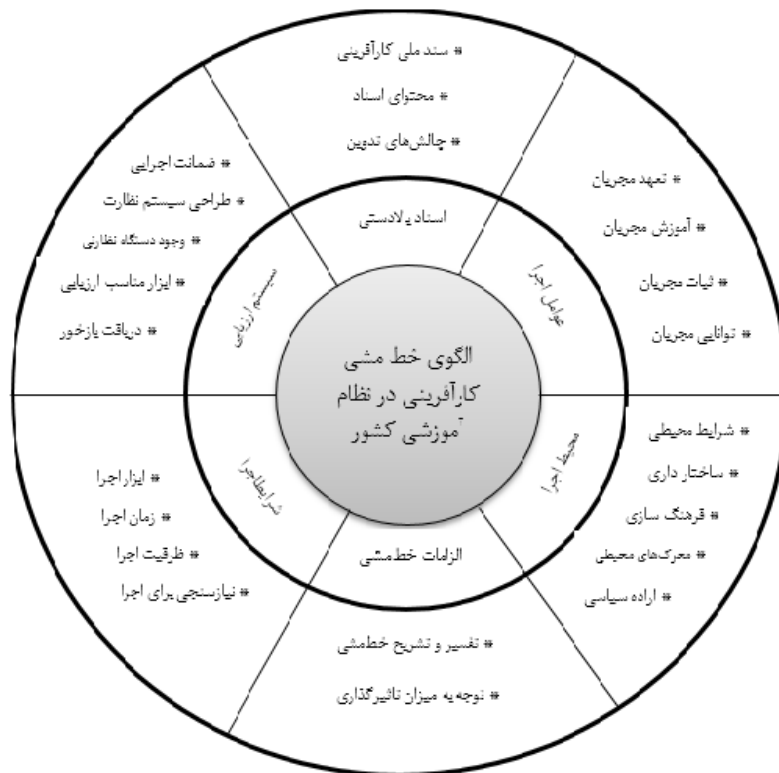 # سند ملی کارآفرینی
# محتوای اسناد
# چالش‌های تدوین
اسناد بالادستی
# تعهد مجریان
# آموزش مجریان
# ثبات مجریان
# توانایی مجریان
عوامل اجرا
# شرایط محیطی
# ساختار داری
# فرهنگ سازی
# محرک‌های محیطی
# اراده سیاسی
محیط اجرا
الزامات خط‌مشی
# تفسیر و تشریح خط‌مشی
# توجه به میزان تاثیرگذاری
شرایط‌اجرا
# ابزار اجرا
# زمان اجرا
# ظرفیت اجرا
# نیازسنجی برای اجرا
سیستم ارزیابی
# ضمانت اجرایی
# طراحی سیستم نظارت
# وجود دستگاه نظارتی
# ابزار مناسب ارزیابی
# دریافت بازخور
الگوی خط مشی
کارآفرینی در نظام
آموزشی کشور